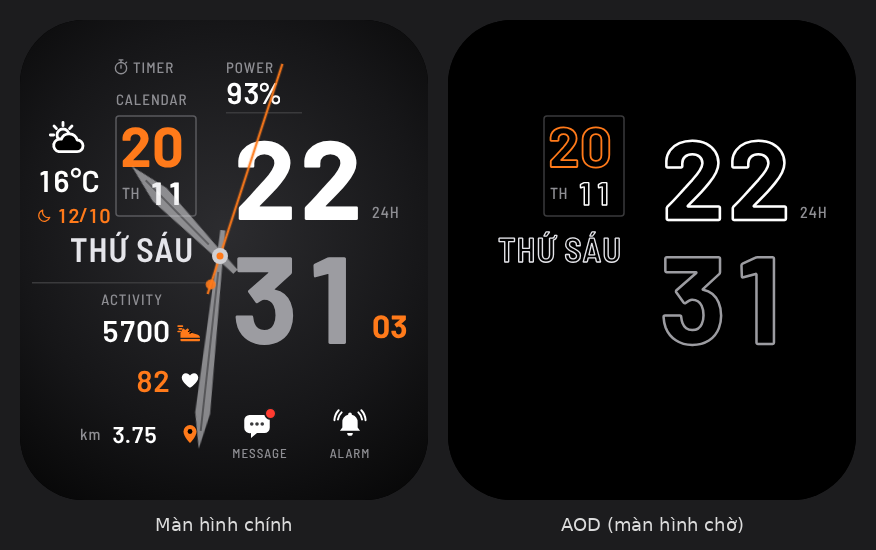 TIMER
POWER
93%
CALENDAR
20
TH 11
16°C
12/10
THỨ SÁU
22
24H
31
03
ACTIVITY
5700
82
km 3.75
MESSAGE
ALARM
Màn hình chính
20
TH 11
THỨ SÁU
22
24H
31
AOD (màn hình chờ)